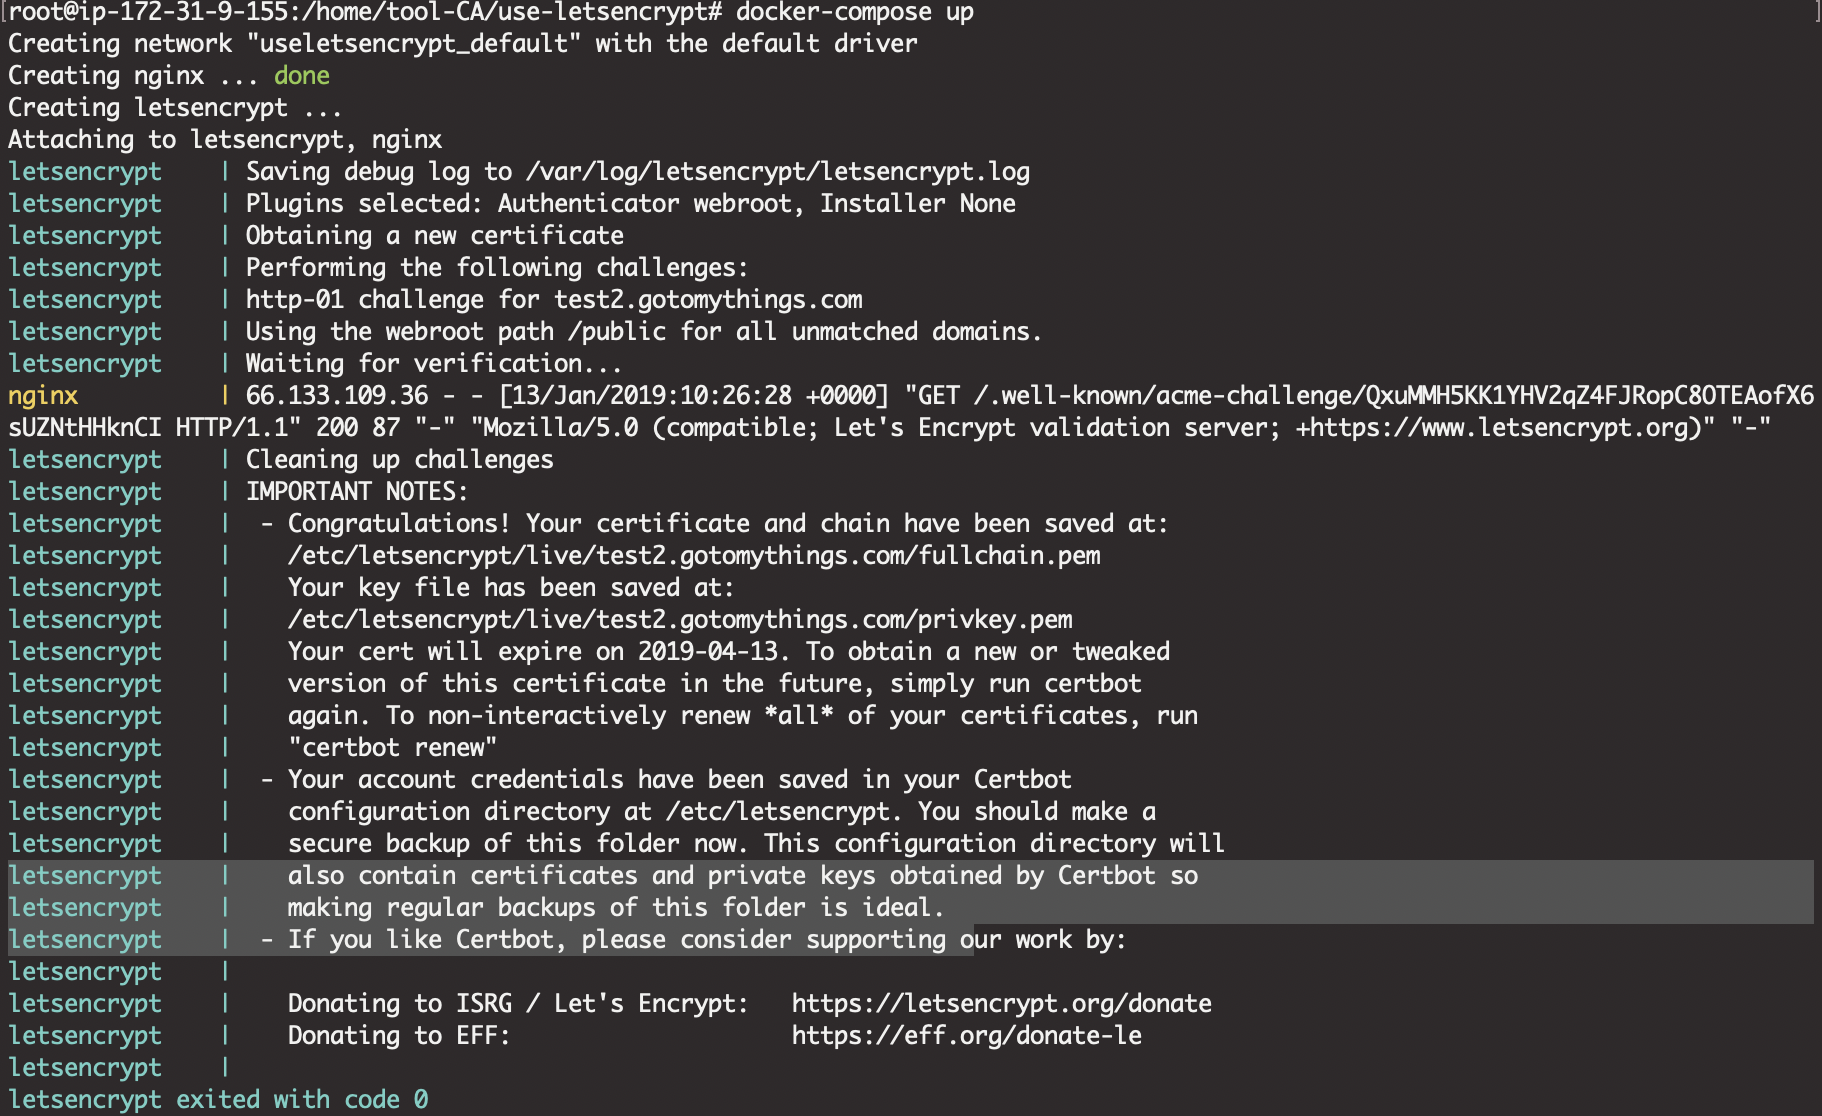 [root@ip-172-31-9-155:/home/tool-CA/use-letsencrypt# docker-compose up ]
Creating network "useletsencrypt_default" with the default driver
Creating nginx ... done
Creating letsencrypt ...
Attaching to letsencrypt, nginx
letsencrypt    | Saving debug log to /var/log/letsencrypt/letsencrypt.log
letsencrypt    | Plugins selected: Authenticator webroot, Installer None
letsencrypt    | Obtaining a new certificate
letsencrypt    | Performing the following challenges:
letsencrypt    | http-01 challenge for test2.gotomythings.com
letsencrypt    | Using the webroot path /public for all unmatched domains.
letsencrypt    | Waiting for verification...
nginx          | 66.133.109.36 - - [13/Jan/2019:10:26:28 +0000] "GET /.well-known/acme-challenge/QxuMMH5KK1YHV2qZ4FJRopC8OTEAofX6
sUZNtHHknCI HTTP/1.1" 200 87 "-" "Mozilla/5.0 (compatible; Let's Encrypt validation server; +https://www.letsencrypt.org)" "-"
letsencrypt    | Cleaning up challenges
letsencrypt    | IMPORTANT NOTES:
letsencrypt    |  - Congratulations! Your certificate and chain have been saved at:
letsencrypt    |    /etc/letsencrypt/live/test2.gotomythings.com/fullchain.pem
letsencrypt    |    Your key file has been saved at:
letsencrypt    |    /etc/letsencrypt/live/test2.gotomythings.com/privkey.pem
letsencrypt    |    Your cert will expire on 2019-04-13. To obtain a new or tweaked
letsencrypt    |    version of this certificate in the future, simply run certbot
letsencrypt    |    again. To non-interactively renew *all* of your certificates, run
letsencrypt    |    "certbot renew"
letsencrypt    |  - Your account credentials have been saved in your Certbot
letsencrypt    |    configuration directory at /etc/letsencrypt. You should make a
letsencrypt    |    secure backup of this folder now. This configuration directory will
letsencrypt    |    also contain certificates and private keys obtained by Certbot so
letsencrypt    |    making regular backups of this folder is ideal.
letsencrypt    |  - If you like Certbot, please consider supporting our work by:
letsencrypt    |
letsencrypt    |    Donating to ISRG / Let's Encrypt:   https://letsencrypt.org/donate
letsencrypt    |    Donating to EFF:                    https://eff.org/donate-le
letsencrypt    |
letsencrypt exited with code 0